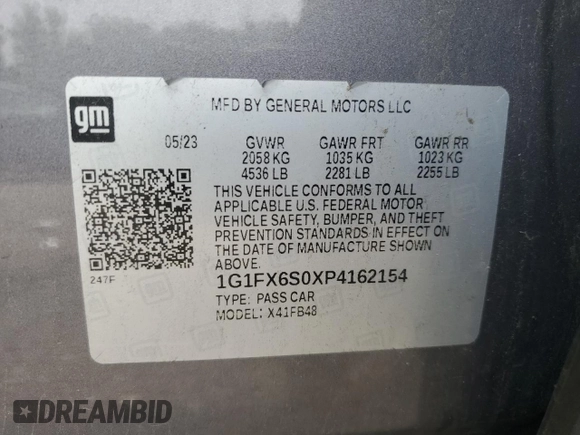 gm
MFD BY GENERAL MOTORS LLC
05/23 GVWR GAWR FRT GAWR RR
2058 KG 1035 KG 1023 KG
4536 LB 2281 LB 2255 LB
THIS VEHICLE CONFORMS TO ALL
APPLICABLE U.S. FEDERAL MOTOR
VEHICLE SAFETY, BUMPER, AND THEFT
PREVENTION STANDARDS IN EFFECT ON
THE DATE OF MANUFACTURE SHOWN
ABOVE.
247F
1G1FX6S0XP4162154
TYPE: PASS CAR
MODEL: X41FB48
DREAMBID